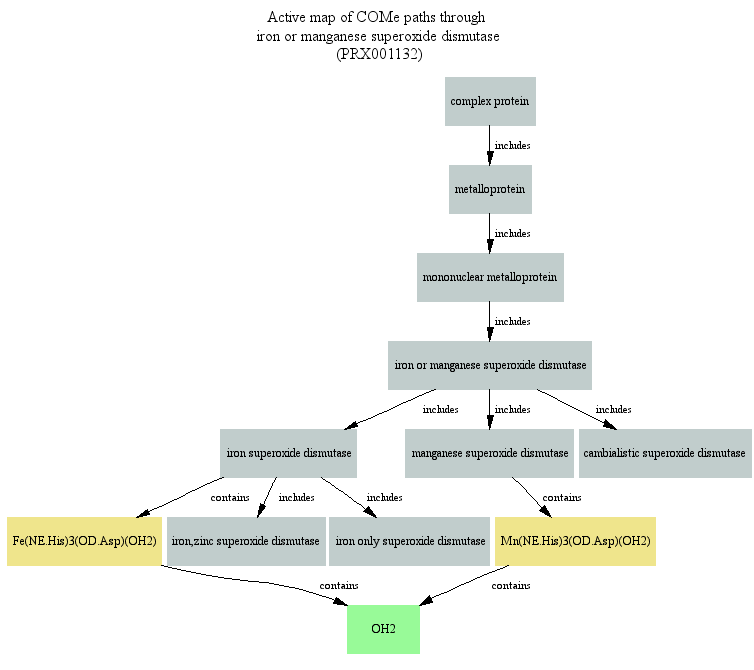 Active map of COMe paths through
iron or manganese superoxide dismutase
(PRX001132)
complex protein
includes
metalloprotein
includes
mononuclear metalloprotein
includes
iron or manganese superoxide dismutase
includes includes includes
iron superoxide dismutase manganese superoxide dismutase cambialistic superoxide dismutase
contains includes includes contains
Fe(NE.His)3(OD.Asp)(OH2) iron,zinc superoxide dismutase iron only superoxide dismutase Mn(NE.His)3(OD.Asp)(OH2)
contains contains
OH2